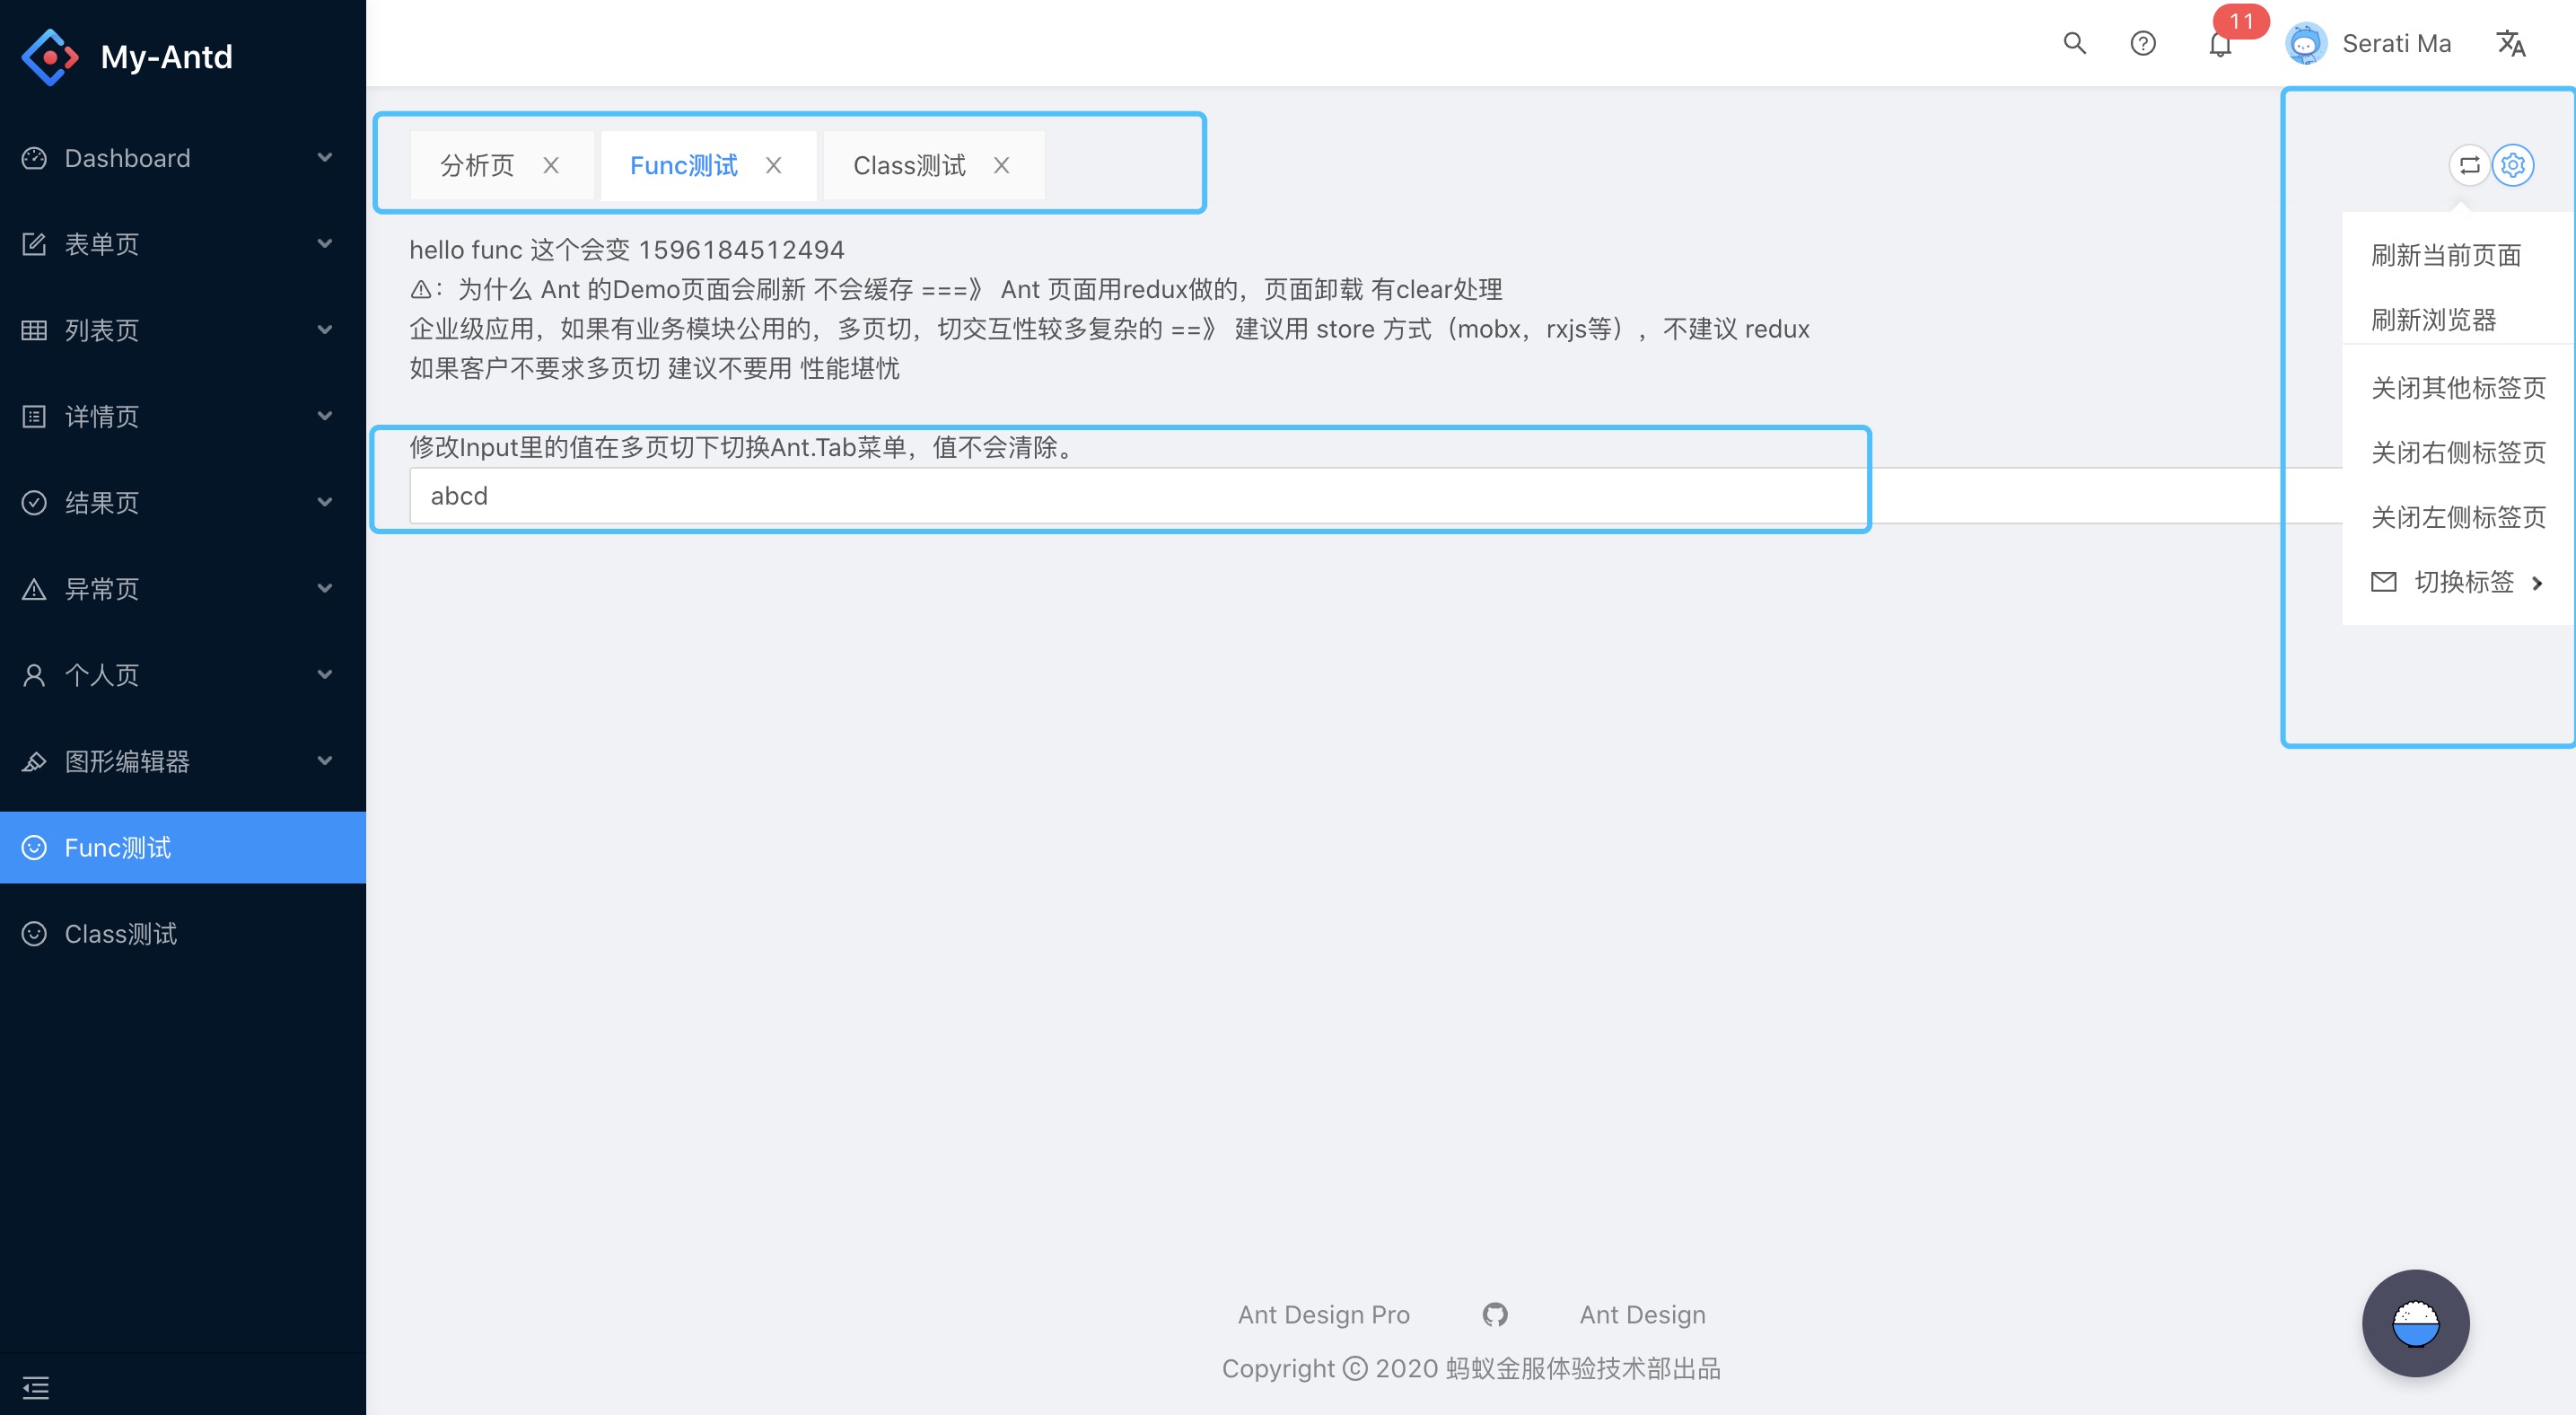 My-Antd
11
Serati Ma
Dashboard
表单页
列表页
详情页
结果页
异常页
个人页
图形编辑器
Func测试
Class测试
分析页
Func测试
Class测试
hello func 这个会变 1596184512494
⚠：为什么 Ant 的Demo页面会刷新 不会缓存 ===》 Ant 页面用redux做的，页面卸载 有clear处理
企业级应用，如果有业务模块公用的，多页切，切交互性较多复杂的 ==》 建议用 store 方式（mobx，rxjs等），不建议 redux
如果客户不要求多页切 建议不要用 性能堪忧
修改Input里的值在多页切下切换Ant.Tab菜单，值不会清除。
abcd
刷新当前页面
刷新浏览器
关闭其他标签页
关闭右侧标签页
关闭左侧标签页
切换标签
Ant Design Pro
Ant Design
Copyright © 2020 蚂蚁金服体验技术部出品